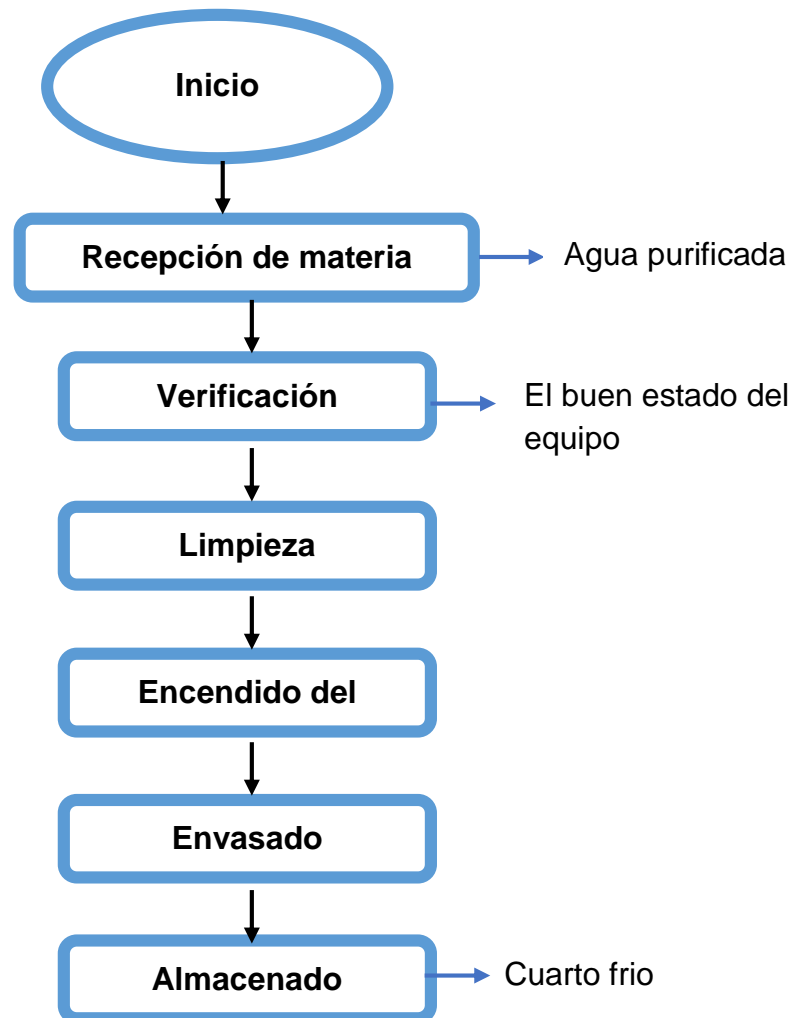 Inicio
Recepción de materia
Agua purificada
Verificación
El buen estado del
equipo
Limpieza
Encendido del
Envasado
Almacenado
Cuarto frio